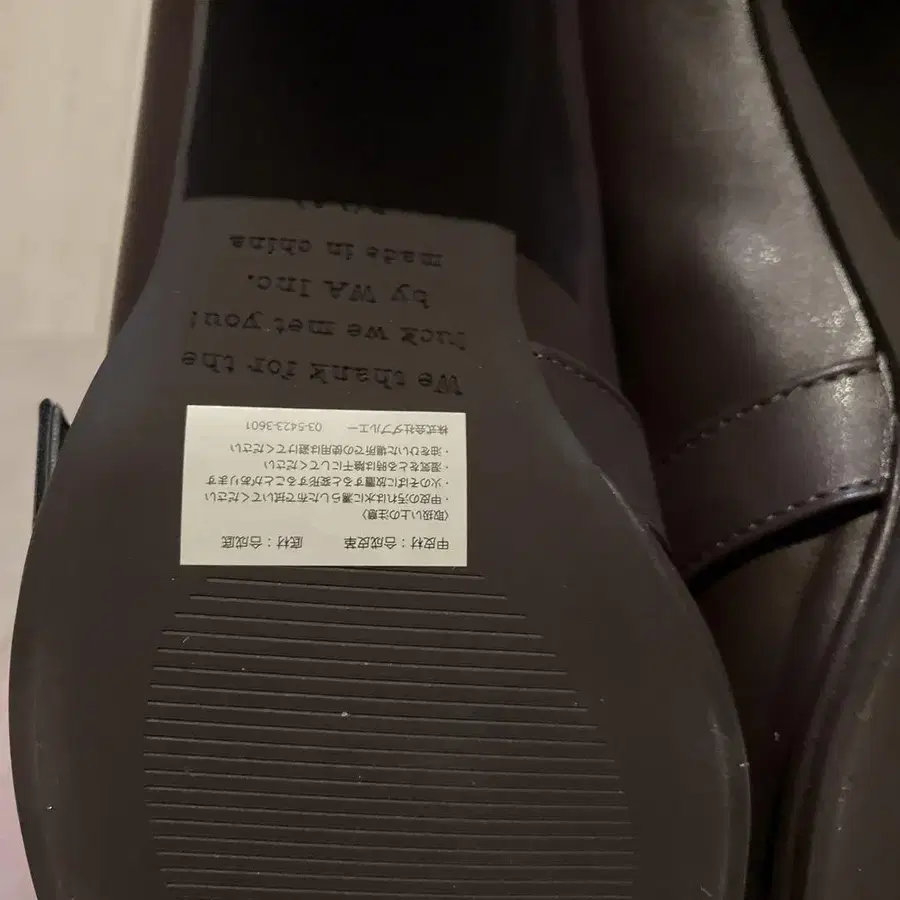 We thank for the
luck we met you!
by WA Inc.
made in china
甲皮材：合成皮革 底材：合成底
〈取扱い上の注意〉
・甲皮の汚れは水に濡らした布で拭いてください
・火のそばに放置すると変形することがあります
・湿気をとる時は陰干にしてください
・油をひいた場所での使用は避けてください
株式会社ダブルエー 03-5423-3601